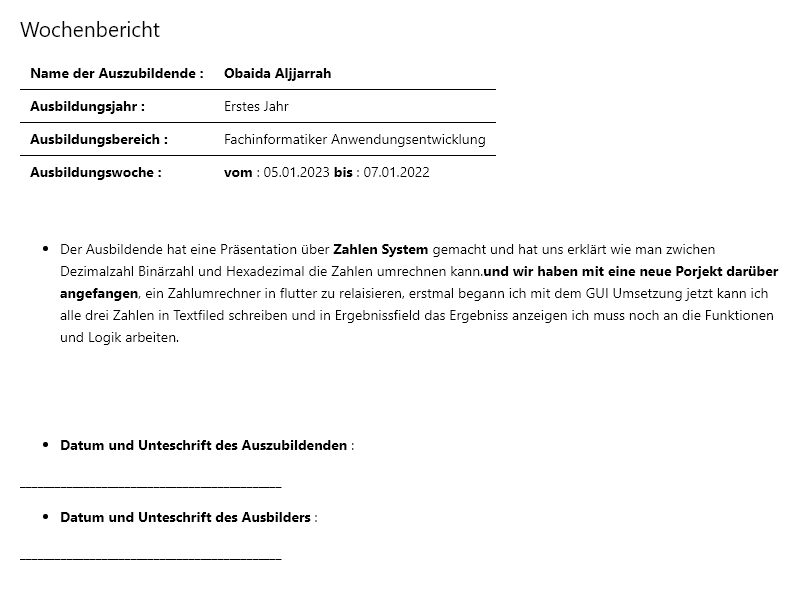 Wochenbericht
Name der Auszubildende : Obaida Aljjarrah
Ausbildungsjahr : Erstes Jahr
Ausbildungsbereich : Fachinformatiker Anwendungsentwicklung
Ausbildungswoche : vom : 05.01.2023 bis : 07.01.2022
• Der Ausbildende hat eine Präsentation über Zahlen System gemacht und hat uns erklärt wie man zwichen
Dezimalzahl Binärzahl und Hexadezimal die Zahlen umrechnen kann.und wir haben mit eine neue Porjekt darüber
angefangen, ein Zahlumrechner in flutter zu relaisieren, erstmal begann ich mit dem GUI Umsetzung jetzt kann ich
alle drei Zahlen in Textfiled schreiben und in Ergebnissfield das Ergebniss anzeigen ich muss noch an die Funktionen
und Logik arbeiten.
• Datum und Unteschrift des Auszubildenden :
___________________________________________
• Datum und Unteschrift des Ausbilders :
___________________________________________